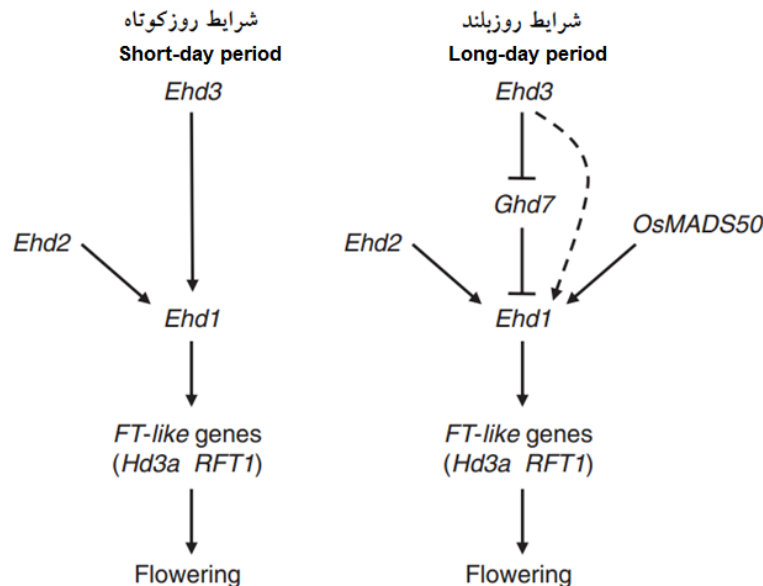 شرایط روزکوتاه
Short-day period
Ehd3
Ehd2
Ehd1
FT-like genes
(Hd3a RFT1)
Flowering
شرایط روزبلند
Long-day period
Ehd3
Ghd7
Ehd2
OsMADS50
Ehd1
FT-like genes
(Hd3a RFT1)
Flowering